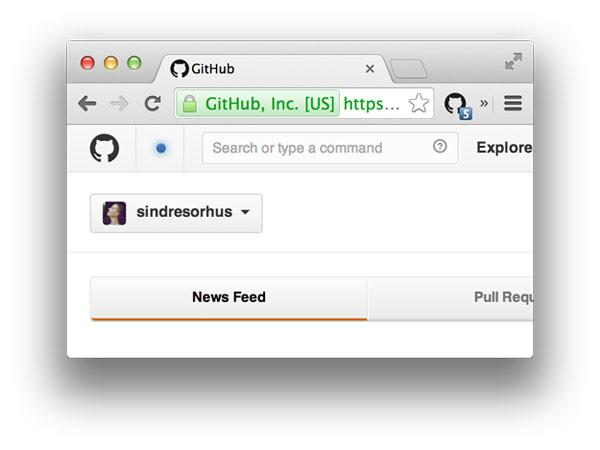 GitHub
GitHub, Inc. [US] https...
5
»
Search or type a command
Explore
sindresorhus
News Feed
Pull Requ